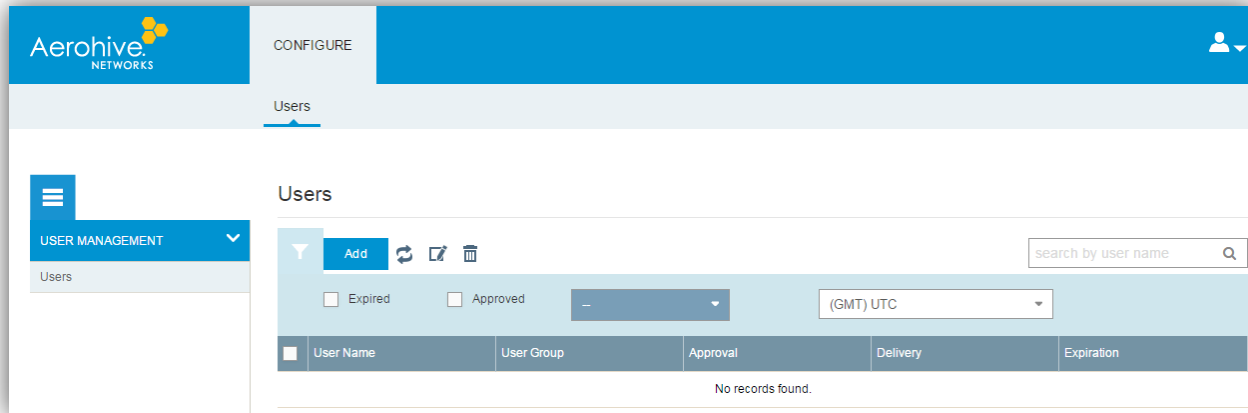 Aerohive
NETWORKS
CONFIGURE
Users
Users
USER MANAGEMENT
Users
Add
search by user name
Expired
Approved
–
(GMT) UTC
User Name
User Group
Approval
Delivery
Expiration
No records found.